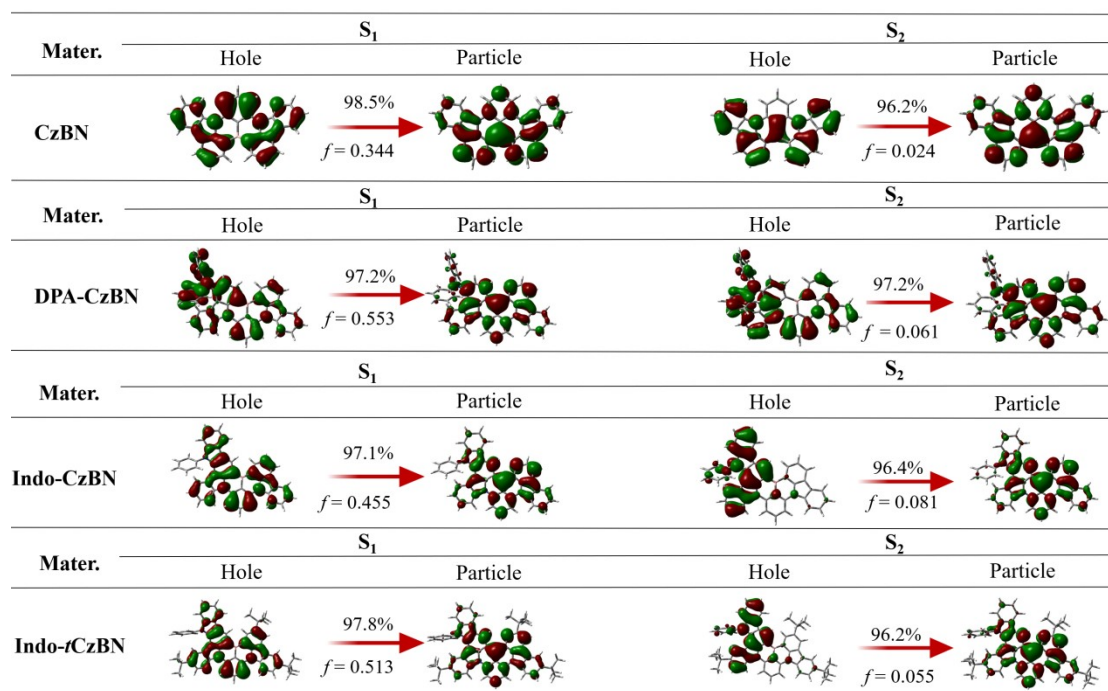 Mater. S₁ S₂
Hole Particle Hole Particle
CzBN 98.5% f = 0.344 96.2% f = 0.024
Mater. S₁ S₂
Hole Particle Hole Particle
DPA-CzBN 97.2% f = 0.553 97.2% f = 0.061
Mater. S₁ S₂
Hole Particle Hole Particle
Indo-CzBN 97.1% f = 0.455 96.4% f = 0.081
Mater. S₁ S₂
Hole Particle Hole Particle
Indo-tCzBN 97.8% f = 0.513 96.2% f = 0.055